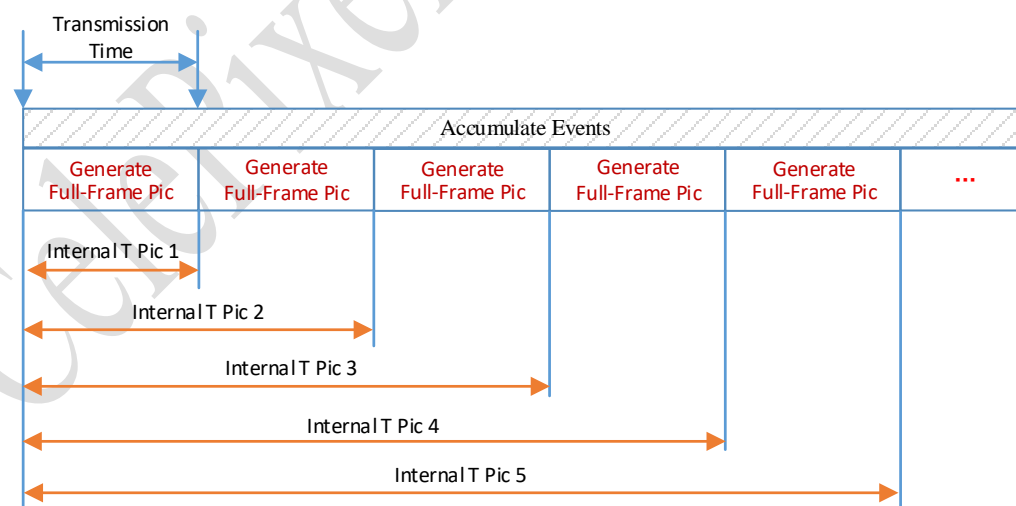 Transmission
Time
Accumulate Events
Generate
Full-Frame Pic
Generate
Full-Frame Pic
Generate
Full-Frame Pic
Generate
Full-Frame Pic
Generate
Full-Frame Pic
...
Internal T Pic 1
Internal T Pic 2
Internal T Pic 3
Internal T Pic 4
Internal T Pic 5
CelePixel